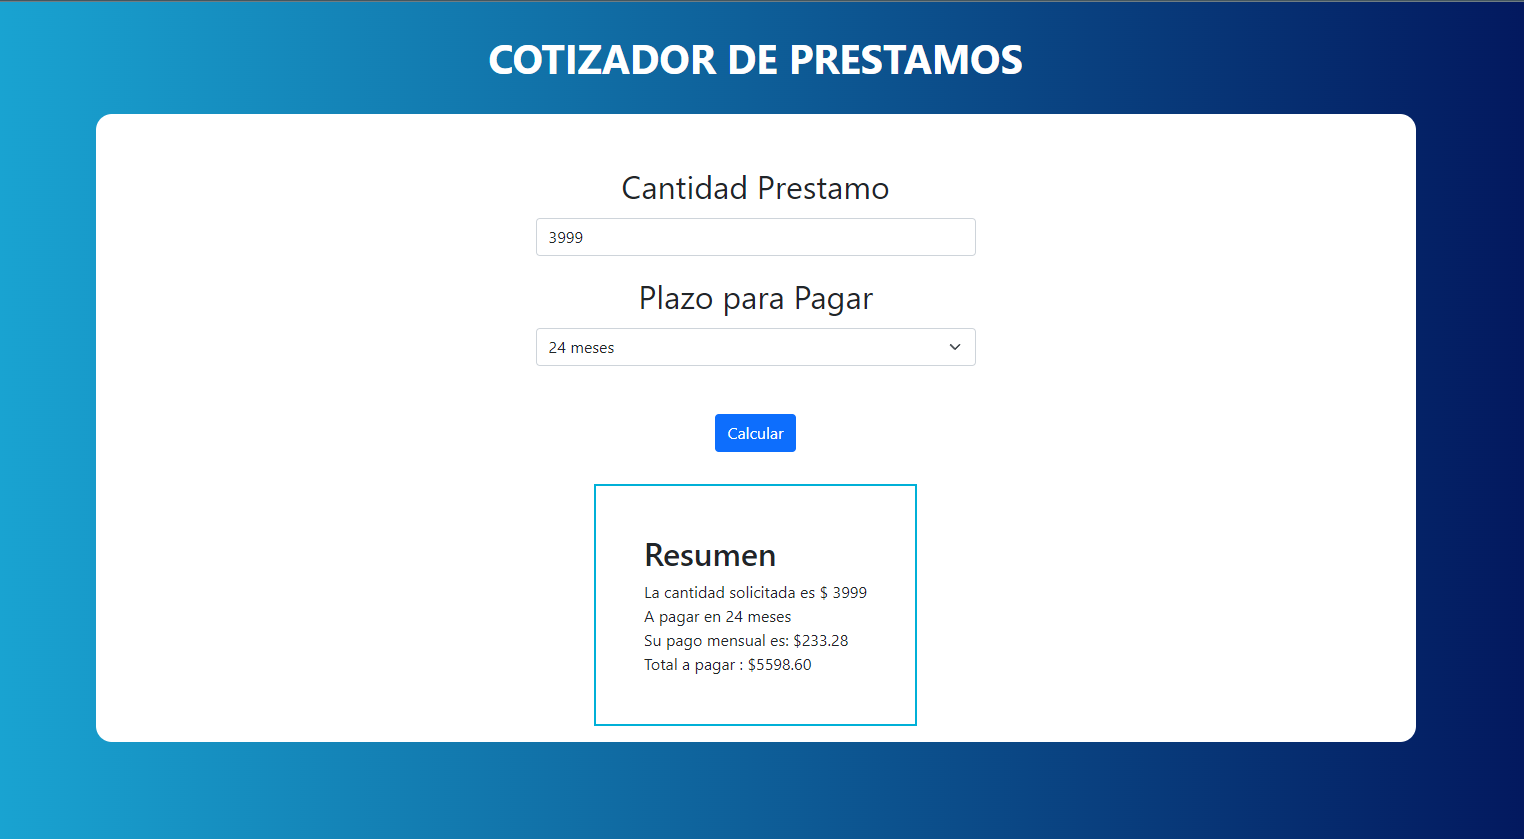 COTIZADOR DE PRESTAMOS
Cantidad Prestamo
3999
Plazo para Pagar
24 meses
Calcular
Resumen
La cantidad solicitada es $ 3999
A pagar en 24 meses
Su pago mensual es: $233.28
Total a pagar : $5598.60